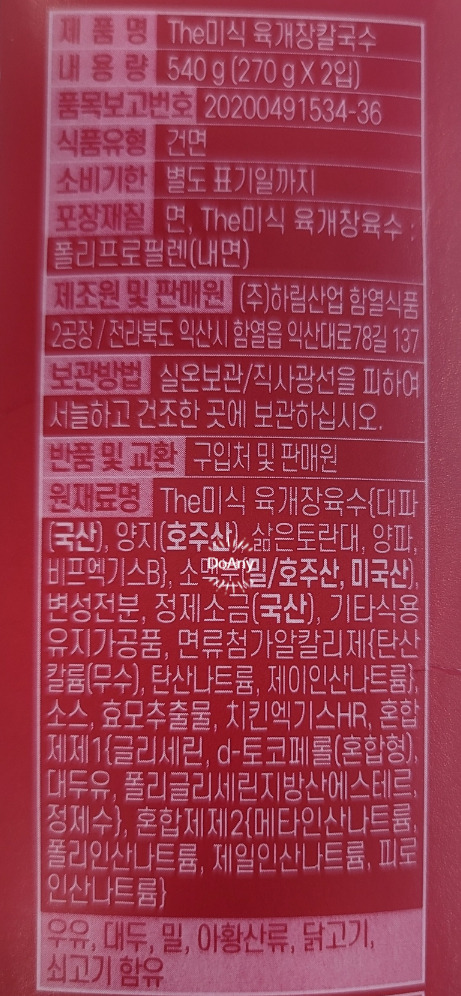 제 품 명 The미식 육개장칼국수
내 용 량 540 g (270 g X 2입)
품목보고번호 20200491534-36
식품유형 건면
소비기한 별도 표기일까지
포장재질 면, The미식 육개장육수 :
폴리프로필렌(내면)
제조원 및 판매원 (주)하림산업 함열식품
2공장 / 전라북도 익산시 함열읍 익산대로78길 137
보관방법 실온보관/직사광선을 피하여
서늘하고 건조한 곳에 보관하십시오.
반품 및 교환 구입처 및 판매원
원재료명 The미식 육개장육수{대파
(국산), 양지(호주산), 삶은토란대, 양파,
비프엑기스B}, 밀/호주산, 미국산),
DoAny
변성전분, 정제소금(국산), 기타식용
유지가공품, 면류첨가알칼리제{탄산
칼륨(무수), 탄산나트륨, 제이인산나트륨},
소스, 효모추출물, 치킨엑기스HR, 혼합
제제1{글리세린, d-토코페롤(혼합형),
대두유, 폴리글리세린지방산에스테르,
정제수}, 혼합제제2{메타인산나트륨,
폴리인산나트륨, 제일인산나트륨, 피로
인산나트륨}
우유, 대두, 밀, 아황산류, 닭고기,
쇠고기 함유